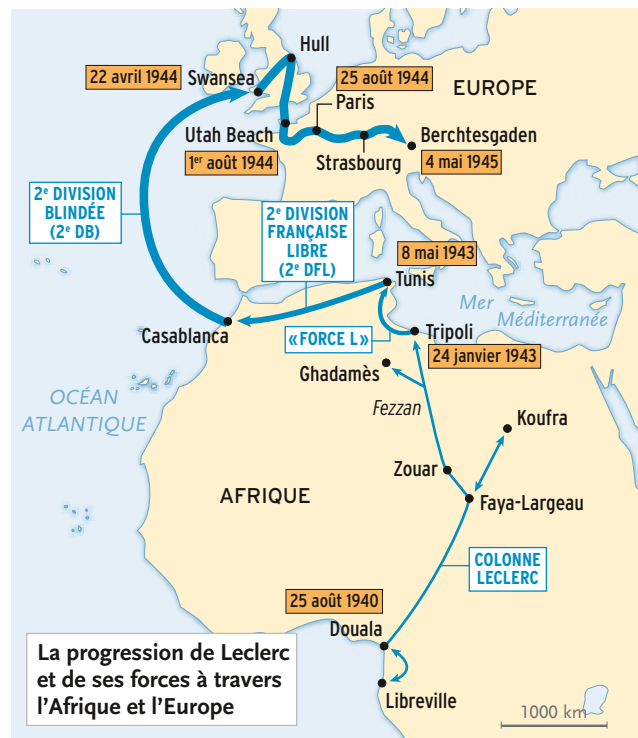 Hull
22 avril 1944
Swansea
25 août 1944
EUROPE
Paris
Utah Beach
Berchtesgaden
1er août 1944
Strasbourg
4 mai 1945
2e DIVISION
BLINDÉE
(2e DB)
2e DIVISION
FRANÇAISE
LIBRE
(2e DFL)
8 mai 1943
Tunis
Mer
Méditerranée
Casablanca
«FORCE L»
Tripoli
24 janvier 1943
Ghadamès
OCÉAN
ATLANTIQUE
Fezzan
Koufra
Zouar
AFRIQUE
Faya-Largeau
COLONNE
LECLERC
25 août 1940
Douala
La progression de Leclerc
et de ses forces à travers
l'Afrique et l'Europe
Libreville
1000 km